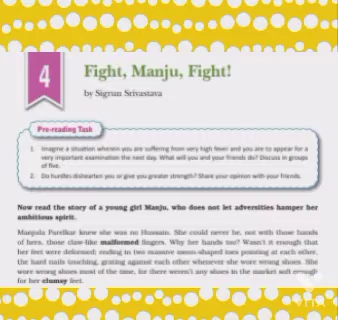 4
Fight, Manju, Fight!
by Sigrun Srivastava
Pre-reading Task
1. Imagine a situation wherein you are suffering from very high fever and you are to appear for a
very important examination the next day. What will you and your friends do? Discuss in groups
of five.
2. Do hurdles dishearten you or give you greater strength? Share your opinion with your friends.
Now read the story of a young girl Manju, who does not let adversities hamper her
ambitious spirit.
Manjula Paudkar knew she was no Hussain. She could never be, not with those hands
of hers, those claw-like malformed fingers. Why her hands too? Wasn't it enough that
her feet were deformed; ending in two massive moon-shaped toes pointing at each other,
the hard nails touching, grating against each other whenever she wore wrong shoes. She
wore wrong shoes most of the time, for there weren't any shoes in the market soft enough
for her clumsy feet.